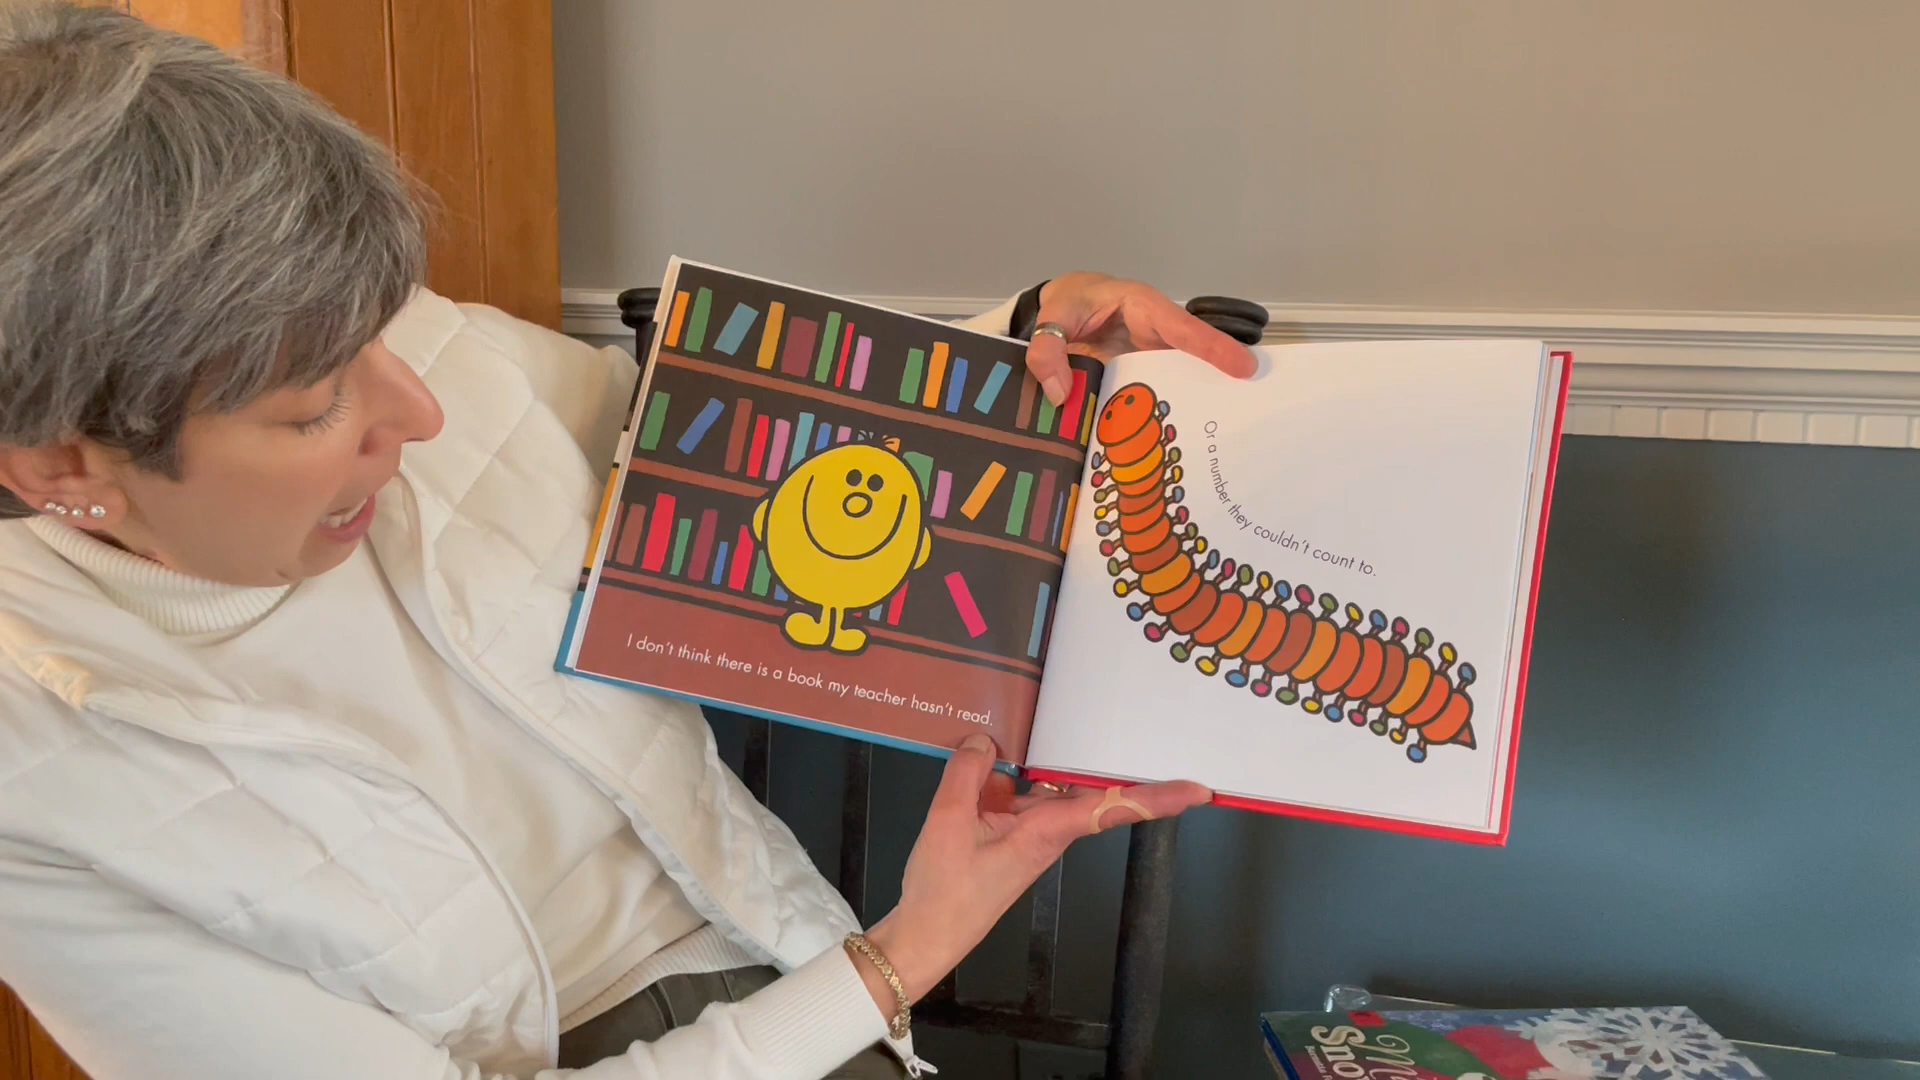 I don't think there is a book my teacher hasn't read.
Or a number they couldn't count to.